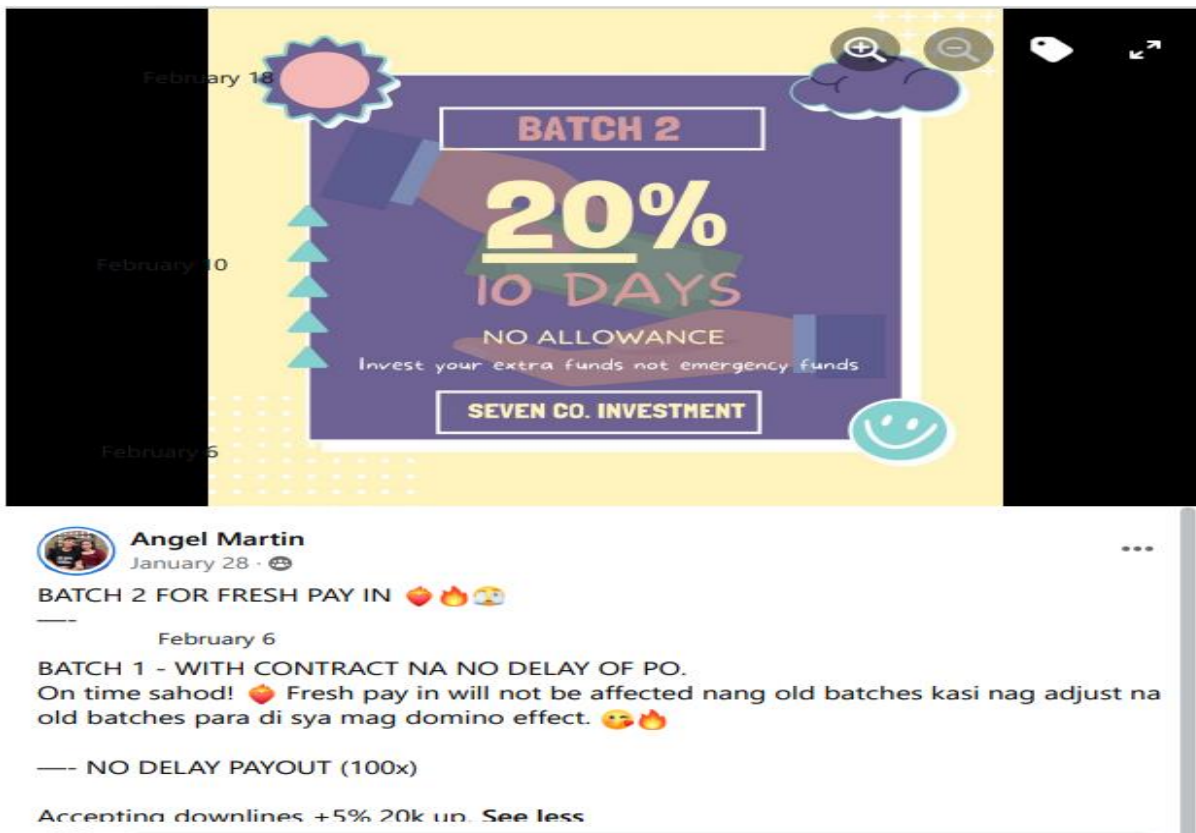 February 18
BATCH 2
20%
February 10
10 DAYS
NO ALLOWANCE
Invest your extra funds not emergency funds
SEVEN CO. INVESTMENT
February 6
Angel Martin
January 28 ·
BATCH 2 FOR FRESH PAY IN
—-
February 6
BATCH 1 - WITH CONTRACT NA NO DELAY OF PO.
On time sahod! Fresh pay in will not be affected nang old batches kasi nag adjust na
old batches para di sya mag domino effect.
—- NO DELAY PAYOUT (100x)
Accepting downlines +5% 20k up. See less